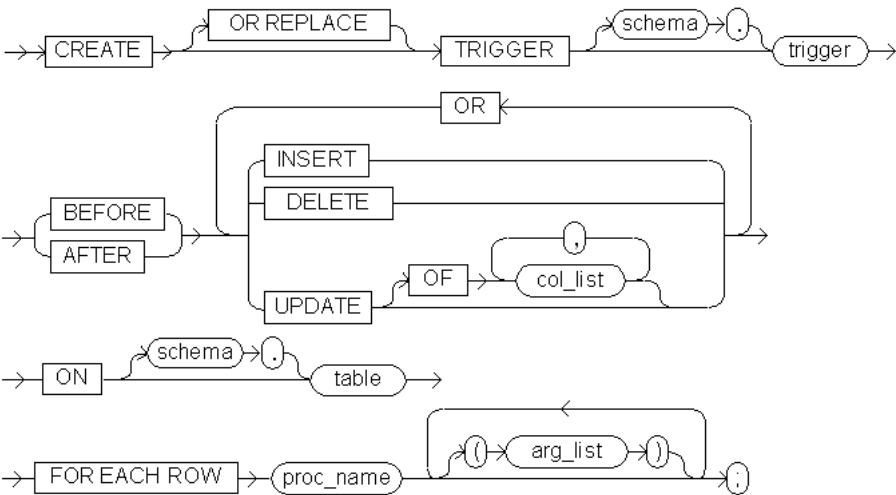 CREATE OR REPLACE TRIGGER schema . trigger
OR
INSERT
DELETE
BEFORE
AFTER
,
UPDATE OF col_list
ON schema . table
FOR EACH ROW proc_name ( arg_list ) ;